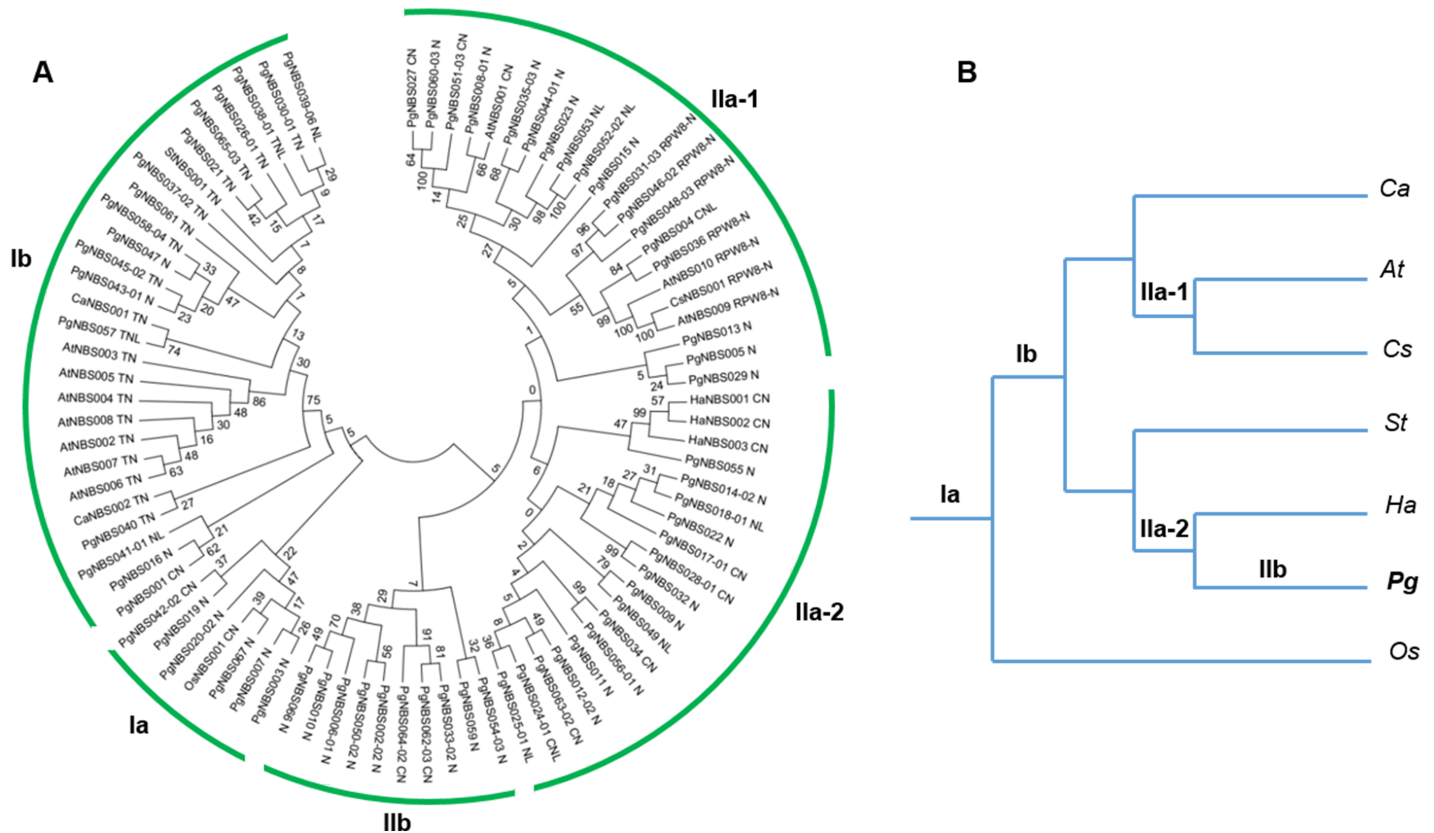 A
B
IIa-1
PgNBS027 CN
PgNBS060-03 N
PgNBS051-03 CN
PgNBS008-01 N
AtNBS001 CN
PgNBS035-03 N
PgNBS044-01 N
PgNBS023 N
PgNBS053 NL
PgNBS052-02 NL
PgNBS015 N
PgNBS031-03 RPW8-N
PgNBS046-02 RPW8-N
PgNBS048-03 RPW8-N
PgNBS004 CNL
PgNBS036 RPW8-N
AtNBS010 RPW8-N
CsNBS001 RPW8-N
AtNBS009 RPW8-N
PgNBS013 N
PgNBS005 N
PgNBS029 N
64
100
14
66
68
30
98
100
25
27
96
97
84
55
99
100
100
5
1
5
24
0
IIa-2
HaNBS001 CN
HaNBS002 CN
HaNBS003 CN
PgNBS055 N
PgNBS014-02 N
PgNBS018-01 NL
PgNBS022 N
PgNBS017-01 CN
PgNBS028-01 CN
PgNBS032 N
PgNBS009 N
PgNBS049 NL
PgNBS034 CN
PgNBS056-01 N
PgNBS011 N
PgNBS012-02 N
PgNBS063-02 CN
PgNBS024-01 CNL
PgNBS025-01 NL
PgNBS054-03 N
PgNBS059 N
57
99
47
6
31
27
18
21
0
99
79
2
4
99
5
8
49
36
32
5
IIb
PgNBS033-02 N
PgNBS062-03 CN
PgNBS064-02 CN
PgNBS002-02 N
PgNBS050-02 N
PgNBS006-01 N
PgNBS010 N
PgNBS066 N
7
81
91
29
56
38
70
49
Ia
PgNBS003 N
PgNBS007 N
PgNBS067 N
OsNBS001 CN
PgNBS020-02 N
PgNBS019 N
PgNBS042-02 CN
26
17
39
47
22
37
Ib
PgNBS001 CN
PgNBS016 N
PgNBS041-01 NL
PgNBS040 TN
CaNBS002 TN
AtNBS006 TN
AtNBS007 TN
AtNBS002 TN
AtNBS008 TN
AtNBS004 TN
AtNBS005 TN
AtNBS003 TN
PgNBS057 TNL
CaNBS001 TN
PgNBS043-01 N
PgNBS045-02 TN
PgNBS047 N
PgNBS058-04 TN
PgNBS061 TN
PgNBS037-02 TN
StNBS001 TN
PgNBS021 TN
PgNBS065-03 TN
PgNBS026-01 TN
PgNBS038-01 TNL
PgNBS030-01 TN
PgNBS039-06 NL
62
21
5
5
27
75
63
48
16
30
48
86
30
74
13
23
20
33
47
7
8
7
42
15
17
9
29
Ca
At
IIa-1
Cs
Ib
St
Ia
Ha
IIa-2
IIb
Pg
Os